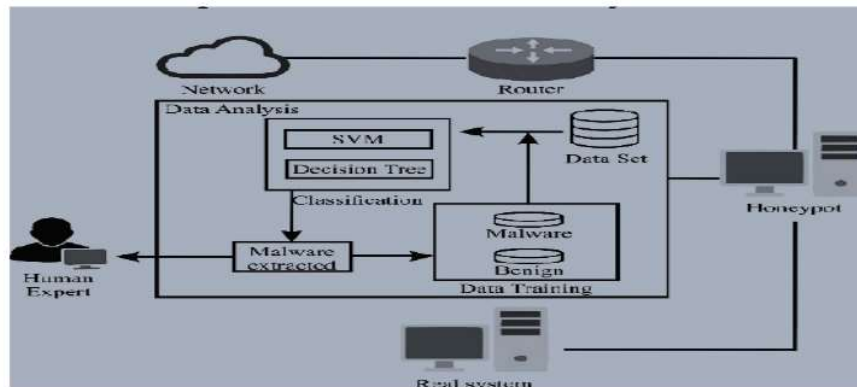 Network
Router
Data Analysis
SVM
Decision Tree
Classification
Data Set
Honeypot
Malware
extracted
Malware
Benign
Data Training
Human
Expert
Real system